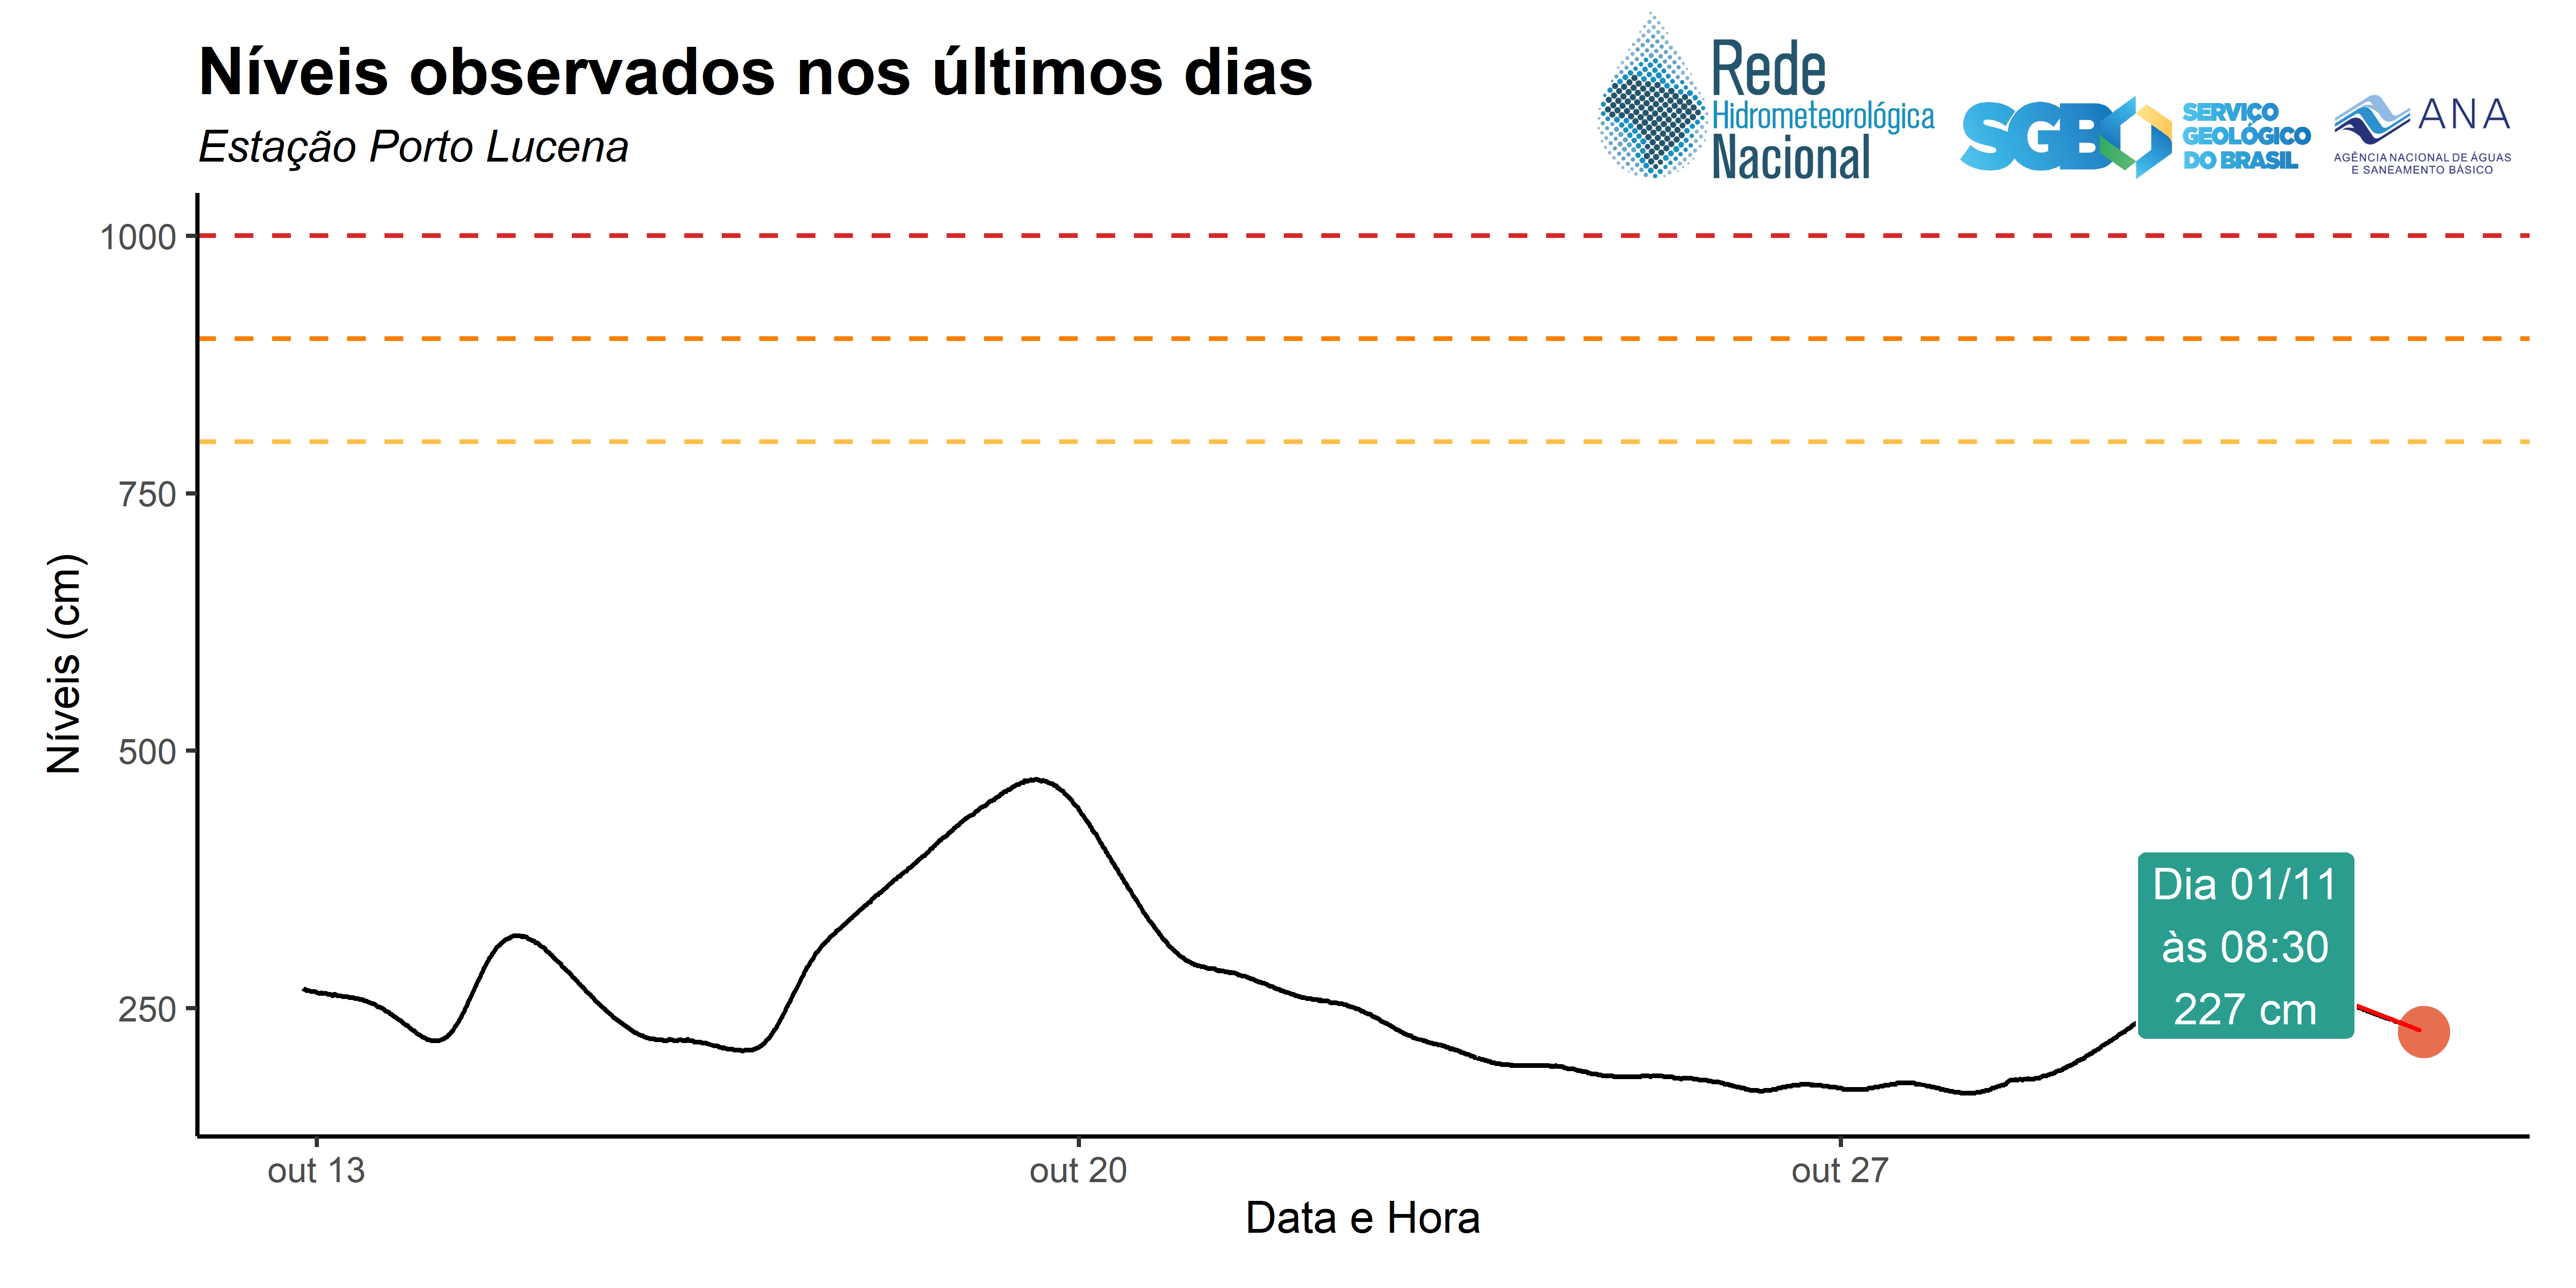 Níveis observados nos últimos dias
Estação Porto Lucena
Rede
Hidrometeorológica
Nacional
SGB
SERVIÇO
GEOLÓGICO
DO BRASIL
ANA
AGÊNCIA NACIONAL DE ÁGUAS
E SANEAMENTO BÁSICO
1000
750
500
250
Níveis (cm)
Dia 01/11
às 08:30
227 cm
out 13
out 20
out 27
Data e Hora